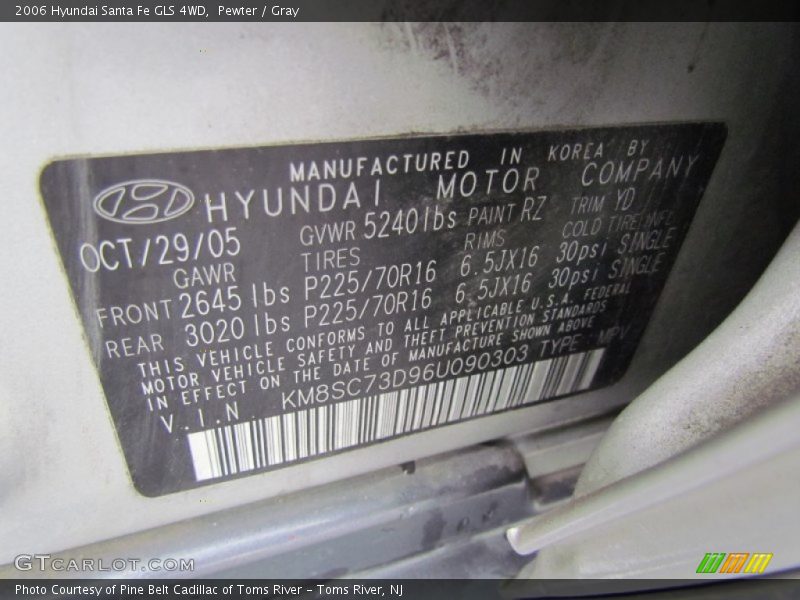 2006 Hyundai Santa Fe GLS 4WD, Pewter / Gray
MANUFACTURED IN KOREA BY
HYUNDAI MOTOR COMPANY
OCT/29/05 GVWR 5240lbs PAINT RZ TRIM YD
GAWR TIRES RIMS COLD TIRE INFL
FRONT 2645 lbs P225/70R16 6.5JX16 30psi SINGLE
REAR 3020 lbs P225/70R16 6.5JX16 30psi SINGLE
THIS VEHICLE CONFORMS TO ALL APPLICABLE U.S.A. FEDERAL
MOTOR VEHICLE SAFETY AND THEFT PREVENTION STANDARDS
IN EFFECT ON THE DATE OF MANUFACTURE SHOWN ABOVE
V.I.N KM8SC73D96U090303 TYPE : MPV
GTCARLOT.COM
Photo Courtesy of Pine Belt Cadillac of Toms River – Toms River, NJ